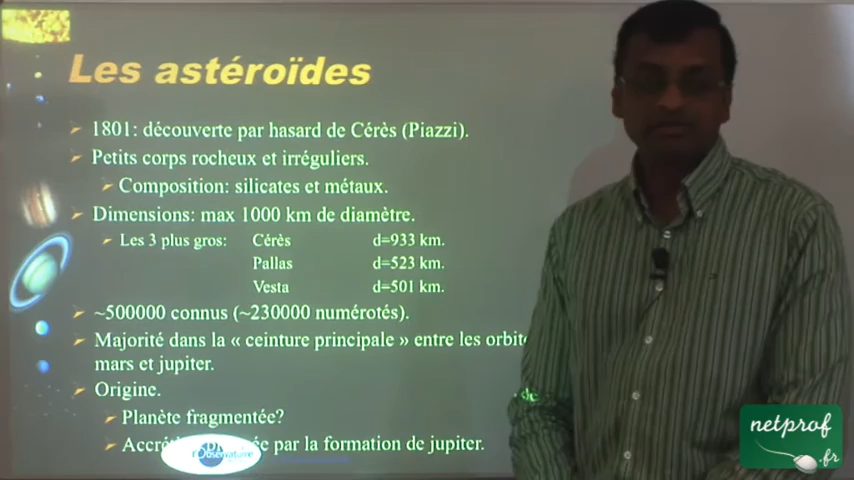 Les astéroïdes
1801: découverte par hasard de Cérès (Piazzi).
Petits corps rocheux et irréguliers.
Composition: silicates et métaux.
Dimensions: max 1000 km de diamètre.
Les 3 plus gros: Cérès d=933 km.
Pallas d=523 km.
Vesta d=501 km.
~500000 connus (~230000 numérotés).
Majorité dans la « ceinture principale » entre les orbit
de
mars et jupiter.
Origine.
Planète fragmentée?
par la formation de jupiter.
l'Observatoire
netprof
.fr